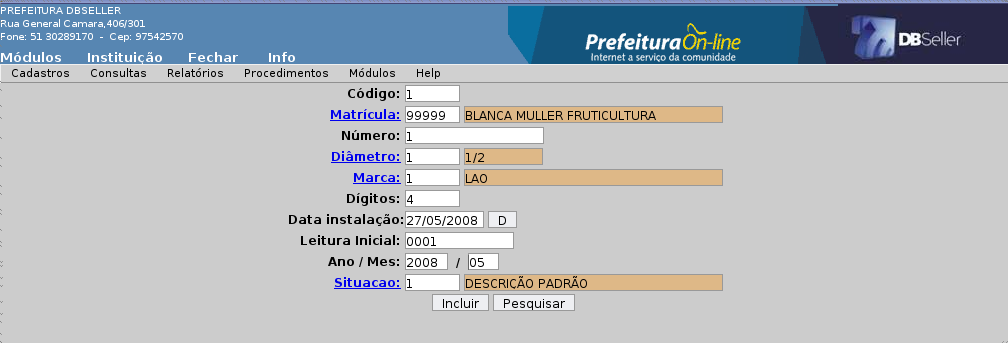 PREFEITURA DBSELLER
Rua General Camara,406/301
Fone: 51 30289170 - Cep: 97542570
PrefeituraOn-line
Internet a serviço da comunidade
DBSeller
Módulos Instituição Fechar Info
Cadastros Consultas Relatórios Procedimentos Módulos Help
Código: 1
Matrícula: 99999 BLANCA MULLER FRUTICULTURA
Número: 1
Diâmetro: 1 1/2
Marca: 1 LAO
Dígitos: 4
Data instalação: 27/05/2008 D
Leitura Inicial: 0001
Ano / Mes: 2008 / 05
Situacao: 1 DESCRIÇÃO PADRÃO
Incluir Pesquisar